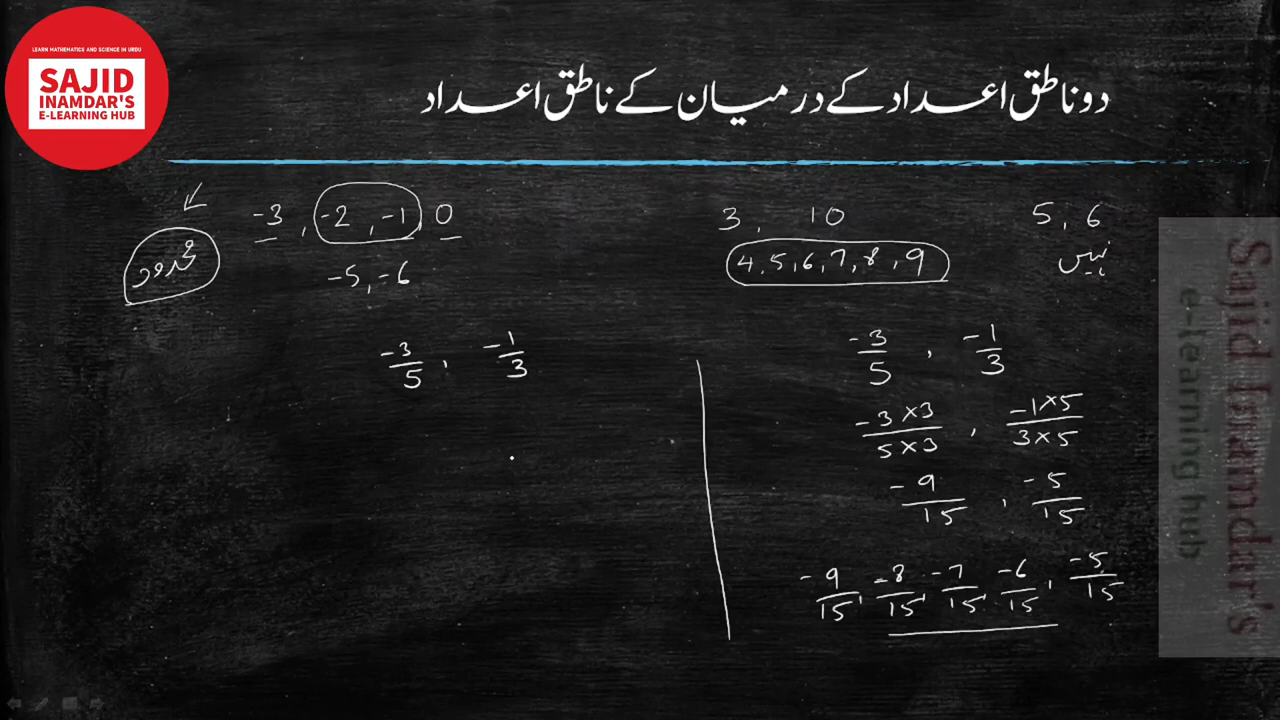 LEARN MATHEMATICS AND SCIENCE IN URDU
SAJID
INAMDAR'S
E-LEARNING HUB
دو ناطق اعداد کے درمیان کے ناطق اعداد
-3 , -2 , -1 , 0
محدود
-5, -6
3, 10
4, 5, 6, 7, 8, 9
5, 6
نہیں
-3/5 , -1/3
-3/5 , -1/3
-3×3/5×3 , -1×5/3×5
-9/15 , -5/15
-9/15, -8/15, -7/15, -6/15, -5/15
Sajid Inamdar's
e-learning hub